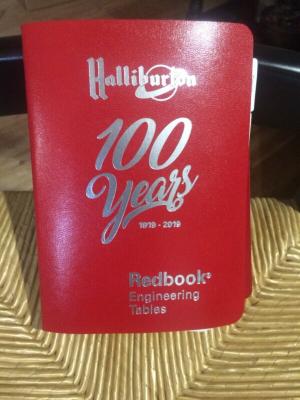 Halliburton
100
Years
1919 - 2019
Redbook®
Engineering
Tables